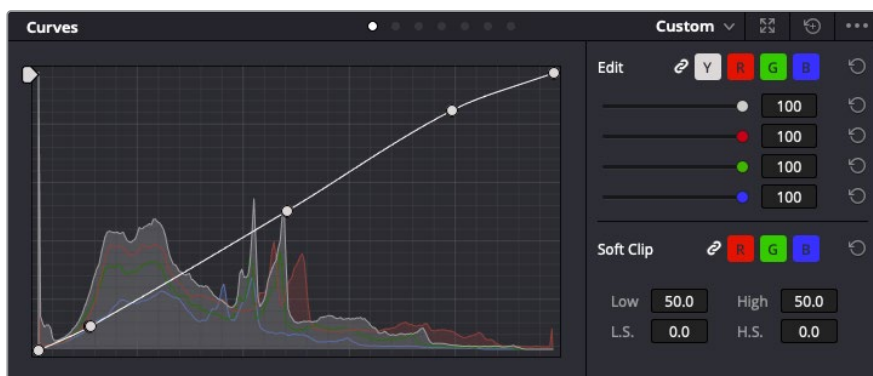 Curves
Custom
Edit Y R G B
100
100
100
100
Soft Clip R G B
Low 50.0 High 50.0
L.S. 0.0 H.S. 0.0